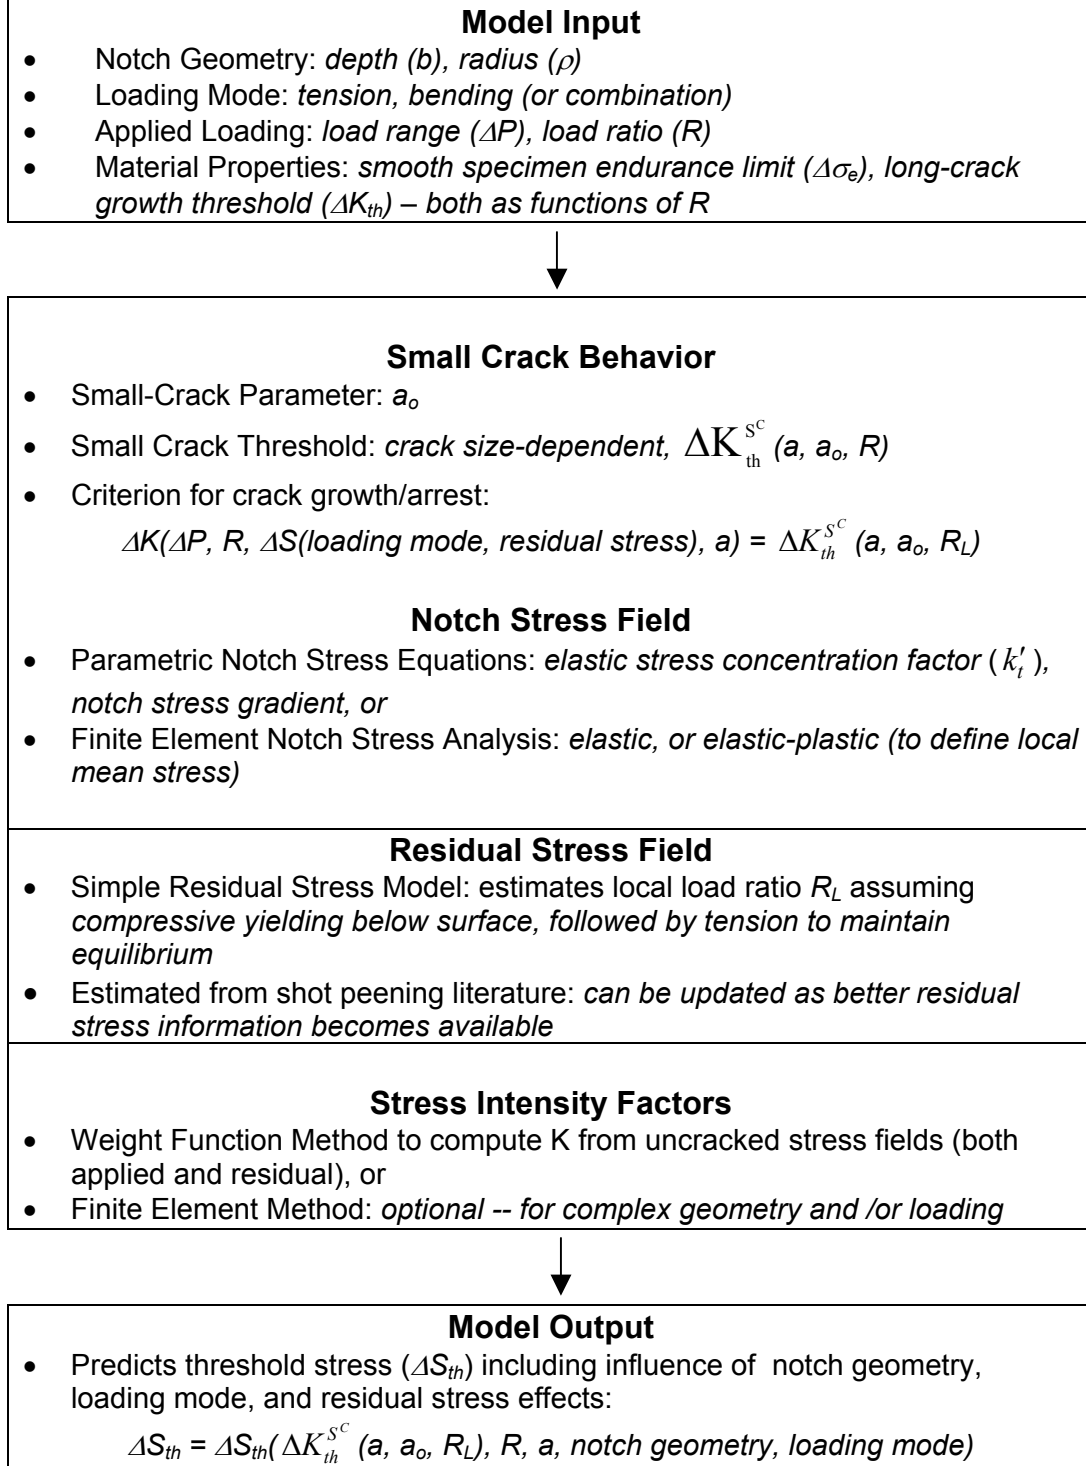 Model Input
• Notch Geometry: depth (b), radius (ρ)
• Loading Mode: tension, bending (or combination)
• Applied Loading: load range (ΔP), load ratio (R)
• Material Properties: smooth specimen endurance limit (Δσe), long-crack
growth threshold (ΔKth) – both as functions of R
Small Crack Behavior
• Small-Crack Parameter: ao
• Small Crack Threshold: crack size-dependent, ΔK th S^C (a, ao, R)
• Criterion for crack growth/arrest:
ΔK(ΔP, R, ΔS(loading mode, residual stress), a) = ΔK th S^C (a, ao, RL)
Notch Stress Field
• Parametric Notch Stress Equations: elastic stress concentration factor (k′t),
notch stress gradient, or
• Finite Element Notch Stress Analysis: elastic, or elastic-plastic (to define local
mean stress)
Residual Stress Field
• Simple Residual Stress Model: estimates local load ratio RL assuming
compressive yielding below surface, followed by tension to maintain
equilibrium
• Estimated from shot peening literature: can be updated as better residual
stress information becomes available
Stress Intensity Factors
• Weight Function Method to compute K from uncracked stress fields (both
applied and residual), or
• Finite Element Method: optional -- for complex geometry and /or loading
Model Output
• Predicts threshold stress (ΔSth) including influence of notch geometry,
loading mode, and residual stress effects:
ΔSth = ΔSth( ΔK th S^C (a, ao, RL), R, a, notch geometry, loading mode)